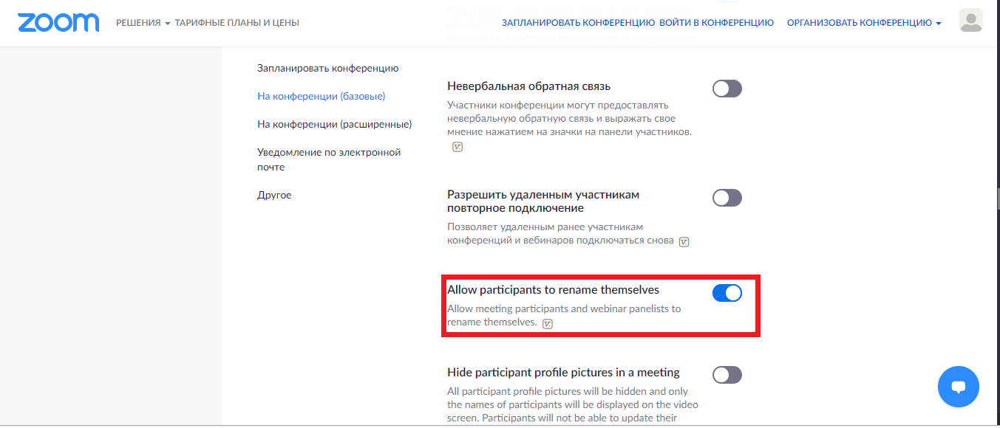 zoom
РЕШЕНИЯ ТАРИФНЫЕ ПЛАНЫ И ЦЕНЫ ЗАПЛАНИРОВАТЬ КОНФЕРЕНЦИЮ ВОЙТИ В КОНФЕРЕНЦИЮ ОРГАНИЗОВАТЬ КОНФЕРЕНЦИЮ
Запланировать конференцию
На конференции (базовые)
На конференции (расширенные)
Уведомление по электронной
почте
Другое
Невербальная обратная связь
Участники конференции могут предоставлять
невербальную обратную связь и выражать свое
мнение нажатием на значки на панели участников.
Разрешить удаленным участникам
повторное подключение
Позволяет удаленным ранее участникам
конференций и вебинаров подключаться снова
Allow participants to rename themselves
Allow meeting participants and webinar panelists to
rename themselves.
Hide participant profile pictures in a meeting
All participant profile pictures will be hidden and only
the names of participants will be displayed on the video
screen. Participants will not be able to update their